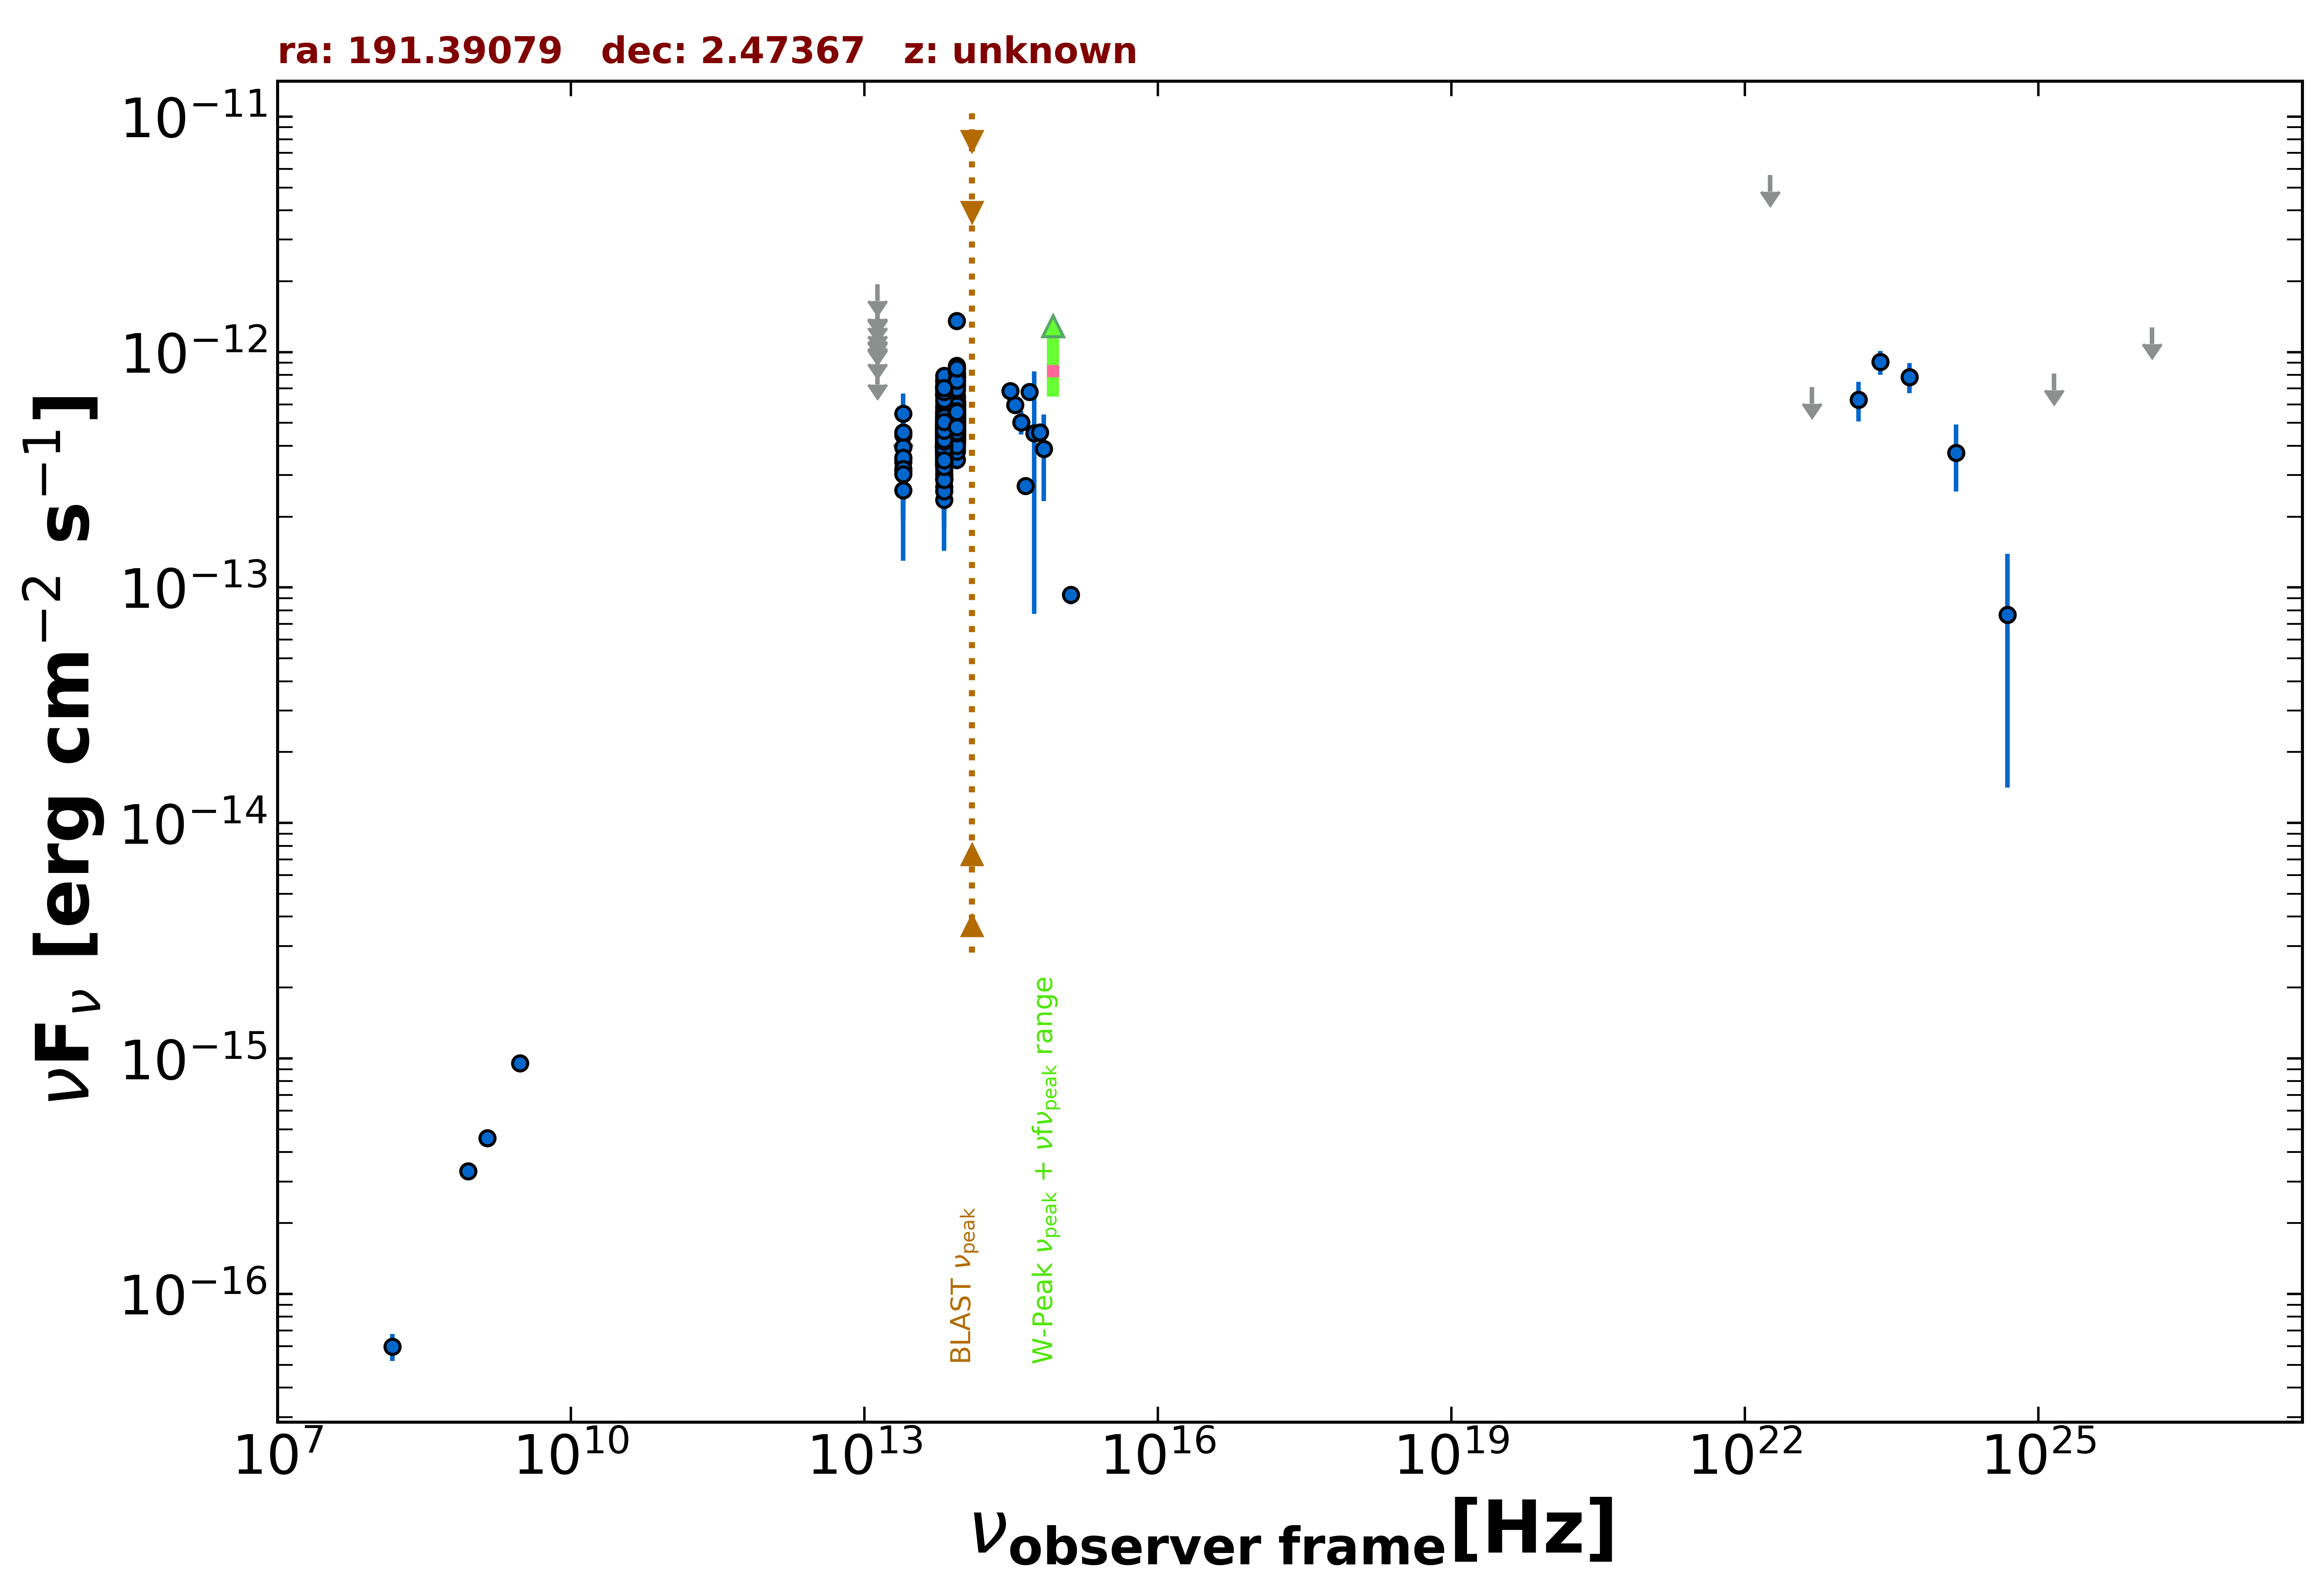 ra: 191.39079   dec: 2.47367   z: unknown
10⁻¹¹
10⁻¹²
10⁻¹³
10⁻¹⁴
10⁻¹⁵
10⁻¹⁶
νFν [erg cm⁻² s⁻¹]
BLAST νpeak
W-Peak νpeak + νfνpeak range
10⁷ 10¹⁰ 10¹³ 10¹⁶ 10¹⁹ 10²² 10²⁵
νobserver frame [Hz]